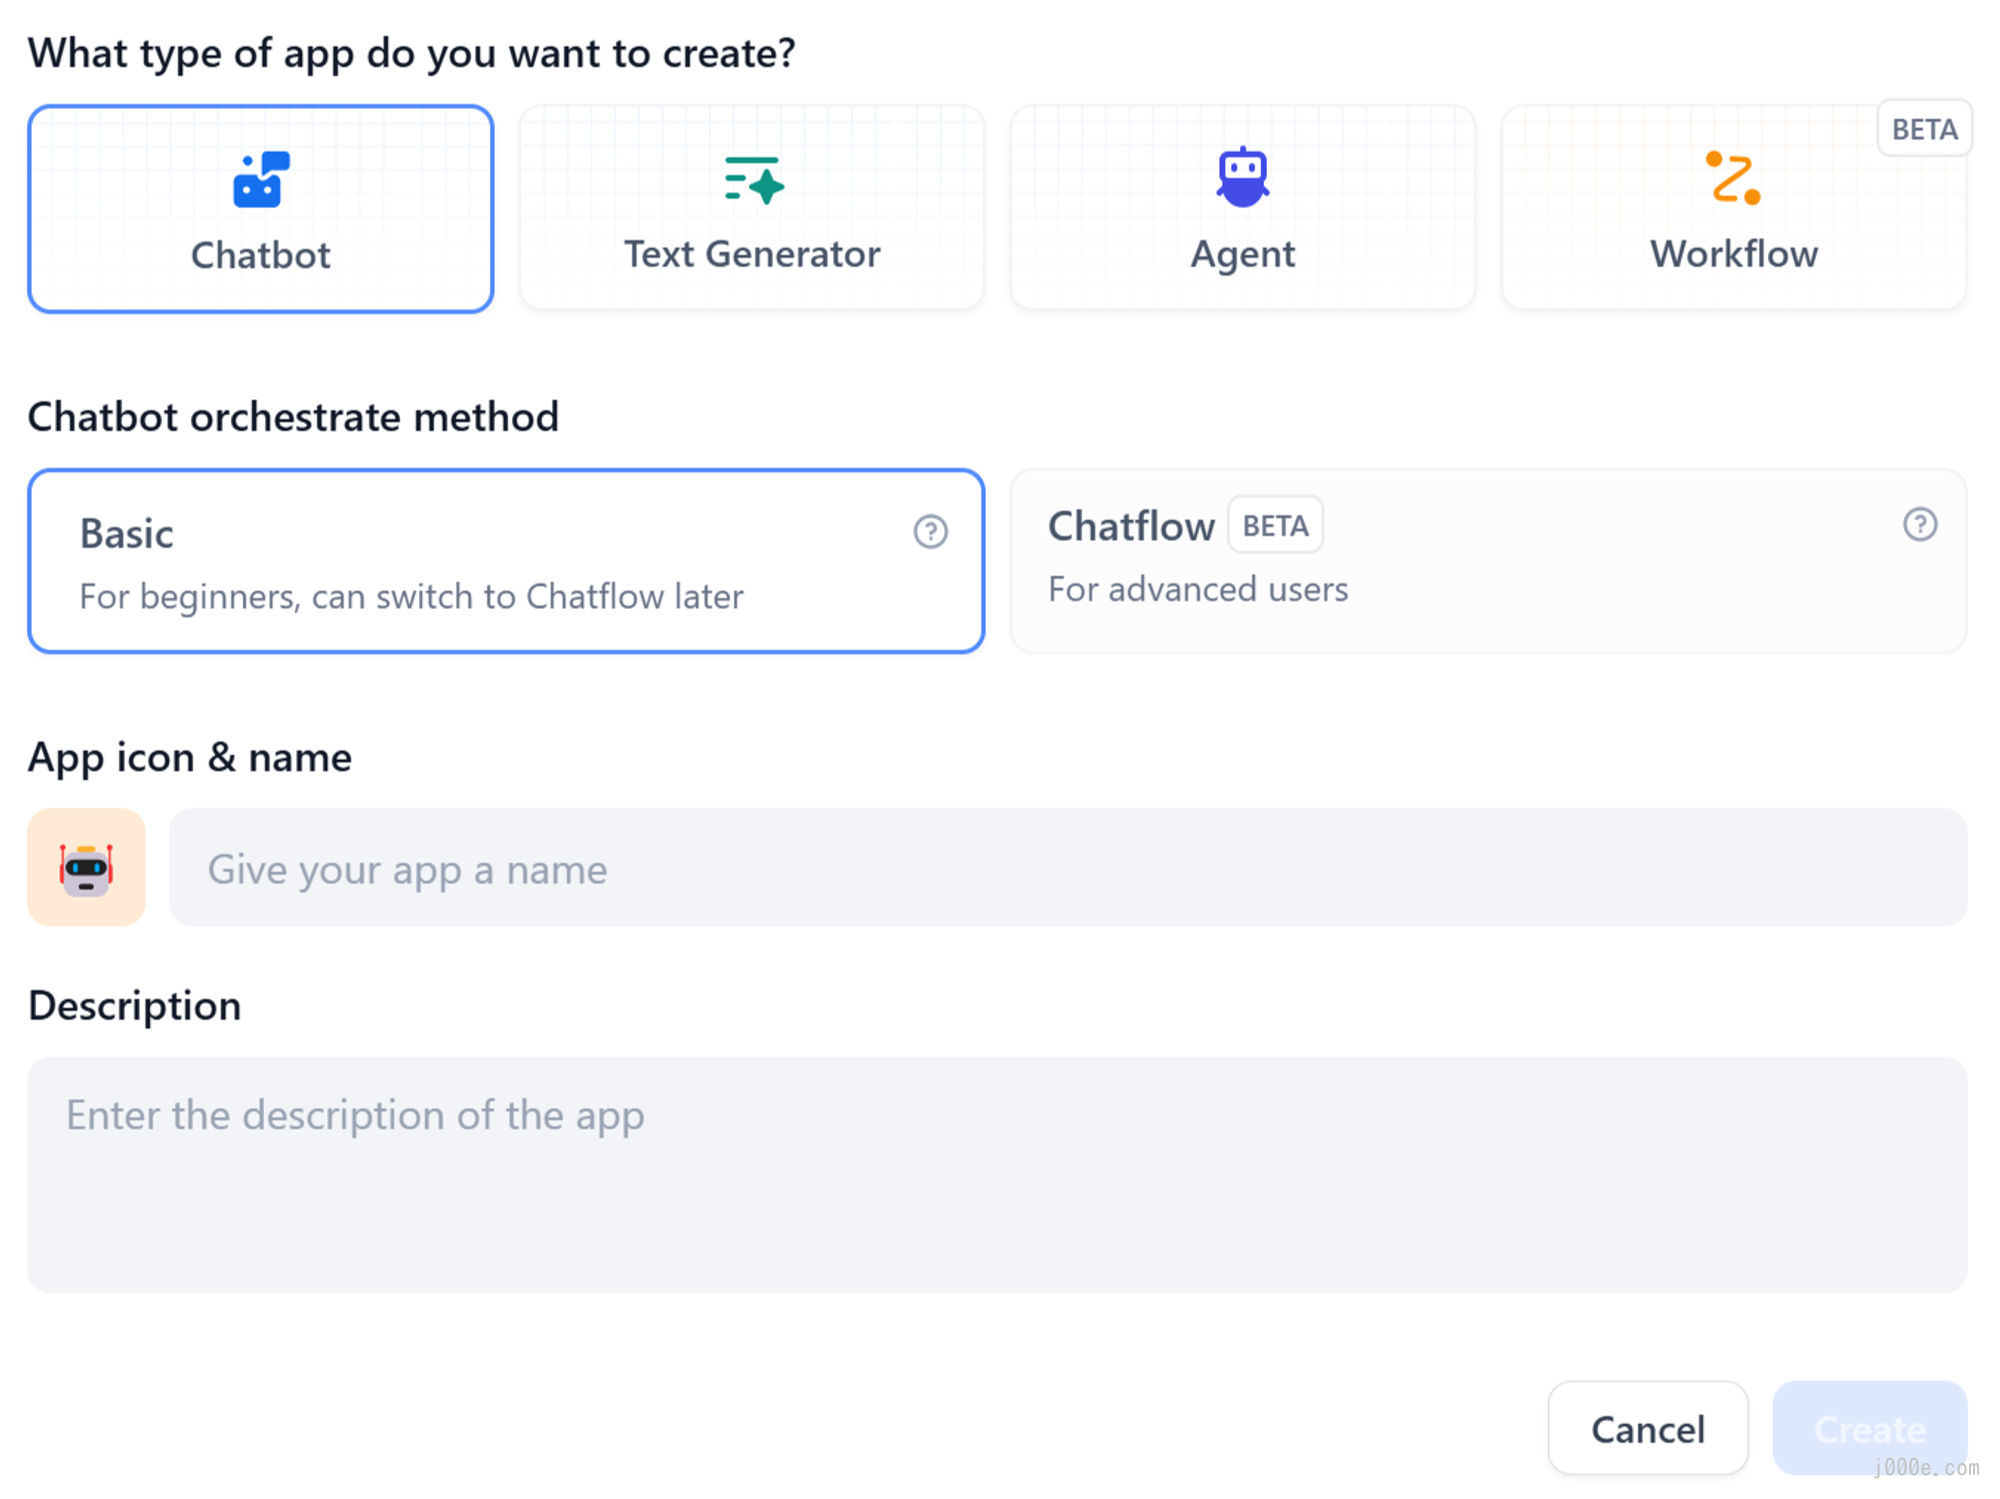 What type of app do you want to create?
Chatbot
Text Generator
Agent
Workflow
BETA
Chatbot orchestrate method
Basic
For beginners, can switch to Chatflow later
Chatflow BETA
For advanced users
App icon & name
Give your app a name
Description
Enter the description of the app
Cancel
Create
j000e.com